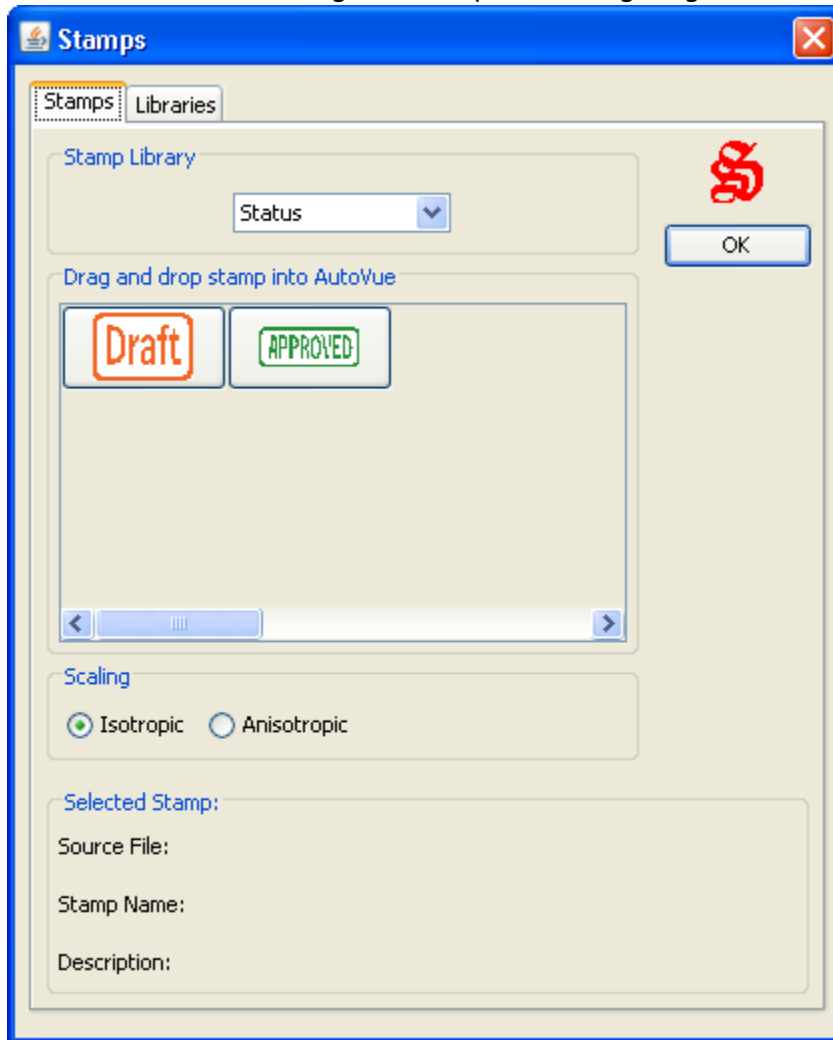 Stamps
Stamps Libraries
Stamp Library
S
Status
OK
Drag and drop stamp into AutoVue
Draft APPROVED
Scaling
Isotropic Anisotropic
Selected Stamp:
Source File:
Stamp Name:
Description: